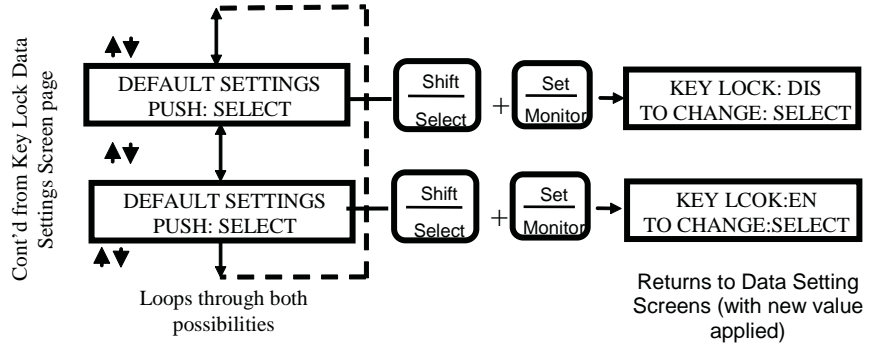 Cont'd from Key Lock Data
Settings Screen page
DEFAULT SETTINGS
PUSH: SELECT
Shift
Select
+
Set
Monitor
KEY LOCK: DIS
TO CHANGE: SELECT
DEFAULT SETTINGS
PUSH: SELECT
Shift
Select
+
Set
Monitor
KEY LCOK:EN
TO CHANGE:SELECT
Loops through both
possibilities
Returns to Data Setting
Screens (with new value
applied)